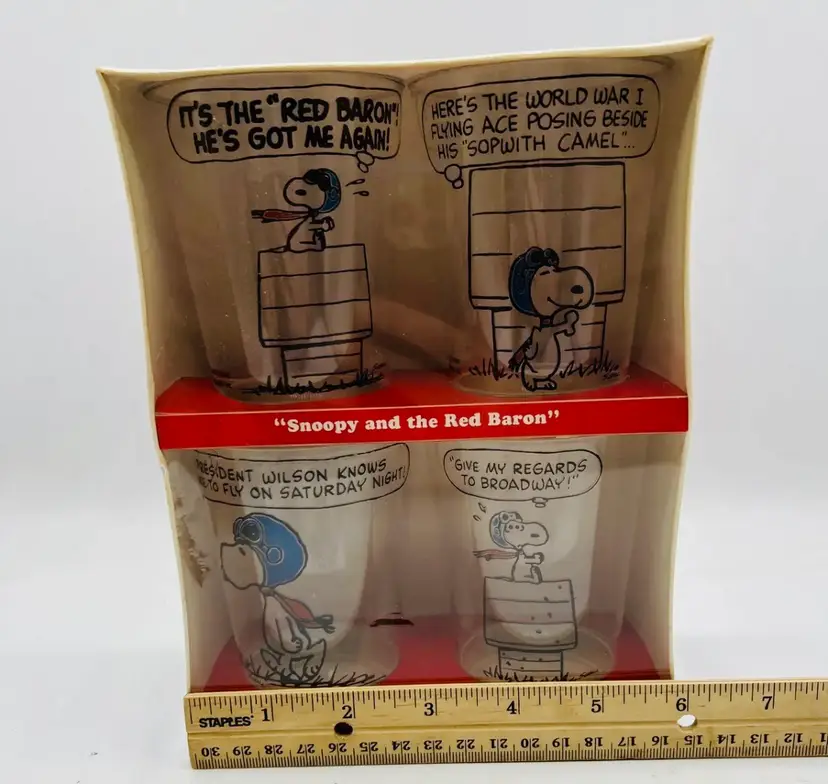 IT'S THE "RED BARON"!
HE'S GOT ME AGAIN!
HERE'S THE WORLD WAR I
FLYING ACE POSING BESIDE
HIS "SOPWITH CAMEL"...
"Snoopy and the Red Baron"
PRESIDENT WILSON KNOWS
TO FLY ON SATURDAY NIGHT!
"GIVE MY REGARDS
TO BROADWAY!"
1 2 3 4 5 6 7
STAPLES
30 29 28 27 26 25 24 23 22 21 20 19 18 17 16 15 14 13 12